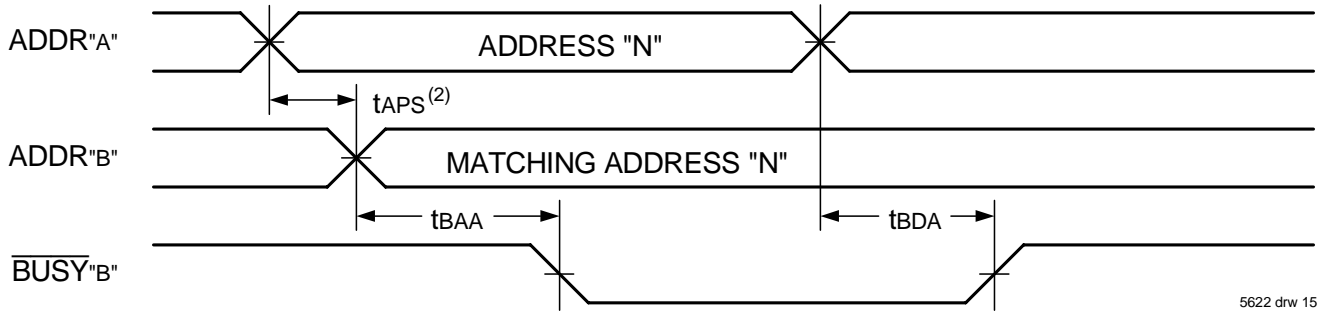 ADDR"A"
ADDRESS "N"
tAPS(2)
ADDR"B"
MATCHING ADDRESS "N"
tBAA
tBDA
BUSY"B"
5622 drw 15